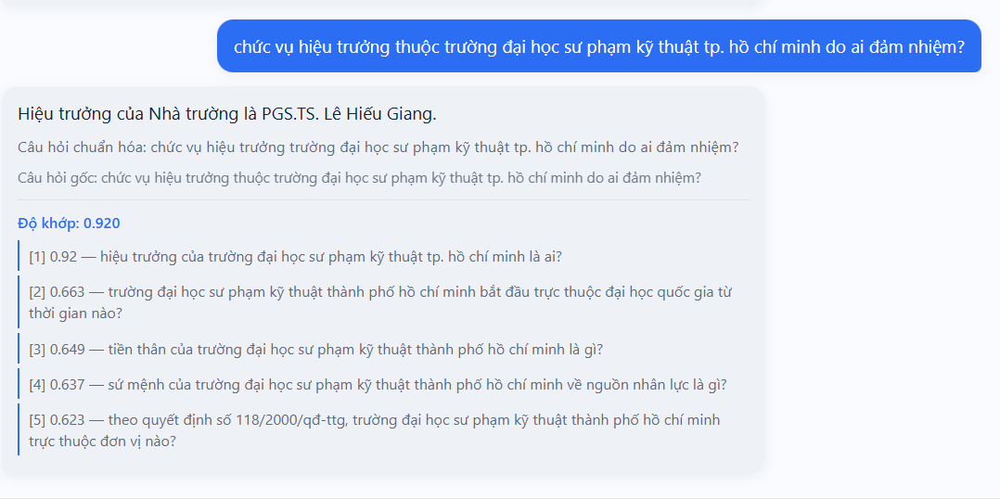 chức vụ hiệu trưởng thuộc trường đại học sư phạm kỹ thuật tp. hồ chí minh do ai đảm nhiệm?
Hiệu trưởng của Nhà trường là PGS.TS. Lê Hiếu Giang.
Câu hỏi chuẩn hóa: chức vụ hiệu trưởng trường đại học sư phạm kỹ thuật tp. hồ chí minh do ai đảm nhiệm?
Câu hỏi gốc: chức vụ hiệu trưởng thuộc trường đại học sư phạm kỹ thuật tp. hồ chí minh do ai đảm nhiệm?
Độ khớp: 0.920
[1] 0.92 — hiệu trưởng của trường đại học sư phạm kỹ thuật tp. hồ chí minh là ai?
[2] 0.663 — trường đại học sư phạm kỹ thuật thành phố hồ chí minh bắt đầu trực thuộc đại học quốc gia từ
thời gian nào?
[3] 0.649 — tiền thân của trường đại học sư phạm kỹ thuật thành phố hồ chí minh là gì?
[4] 0.637 — sứ mệnh của trường đại học sư phạm kỹ thuật thành phố hồ chí minh về nguồn nhân lực là gì?
[5] 0.623 — theo quyết định số 118/2000/qđ-ttg, trường đại học sư phạm kỹ thuật thành phố hồ chí minh
trực thuộc đơn vị nào?